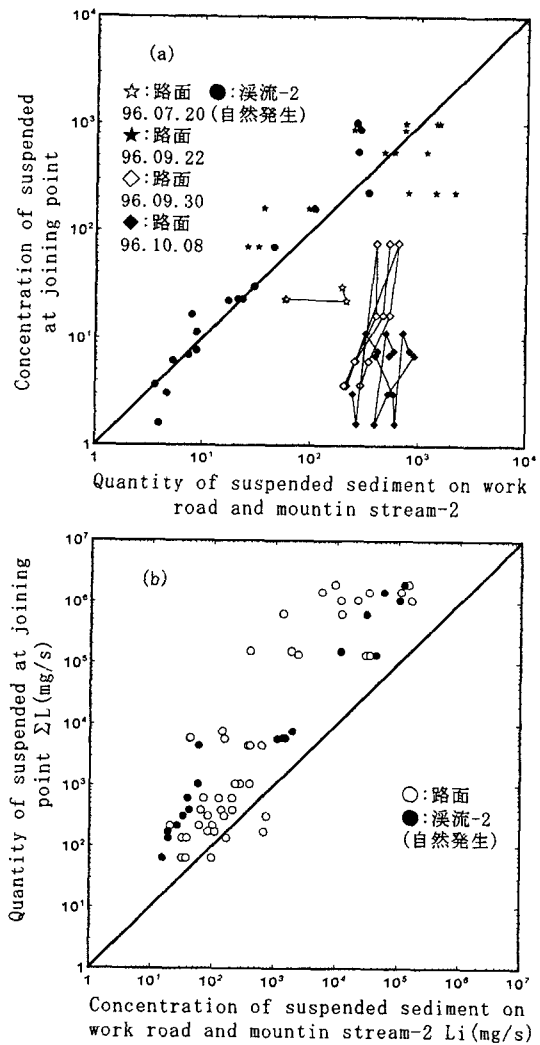 (a)
☆:路面 ●:渓流-2
96.07.20(自然発生)
★:路面
96.09.22
◇:路面
96.09.30
◆:路面
96.10.08
Concentration of suspended
at joining point
10⁴
10³
10²
10¹
1
1 10¹ 10² 10³ 10⁴
Quantity of suspended sediment on work
road and mountin stream-2
(b)
○:路面
●:渓流-2
(自然発生)
Quantity of suspended at joining
point ΣL(mg/s)
10⁷
10⁶
10⁵
10⁴
10³
10²
10¹
1
1 10¹ 10² 10³ 10⁴ 10⁵ 10⁶ 10⁷
Concentration of suspended sediment on
work road and mountin stream-2 Li(mg/s)